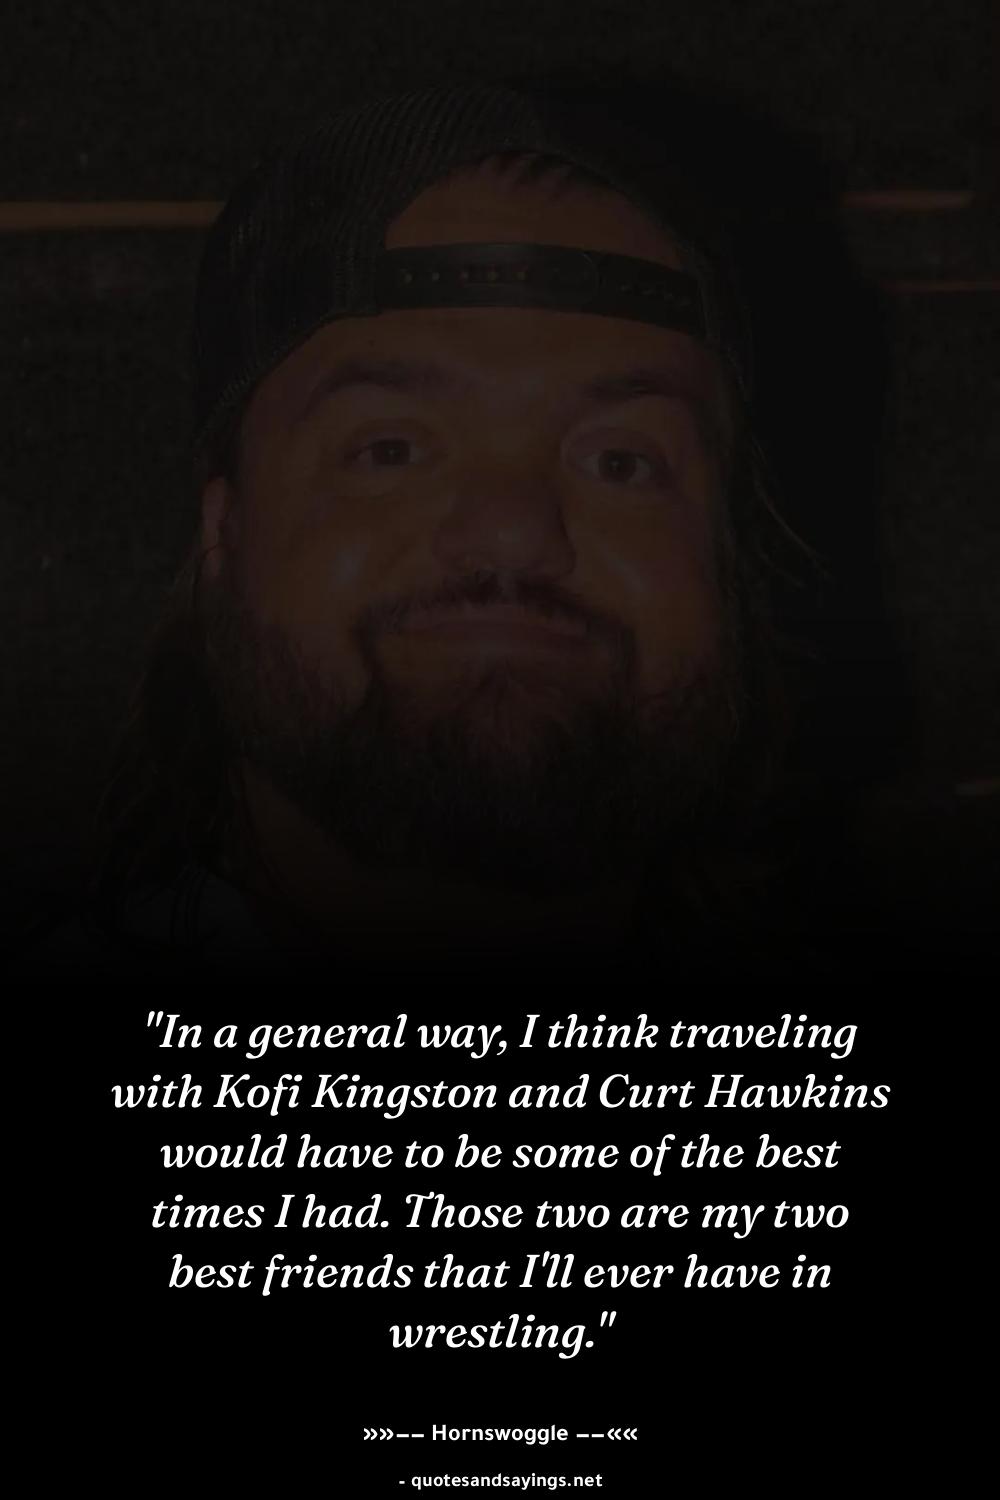 "In a general way, I think traveling
with Kofi Kingston and Curt Hawkins
would have to be some of the best
times I had. Those two are my two
best friends that I'll ever have in
wrestling."
»»–– Hornswoggle ––««
- quotesandsayings.net